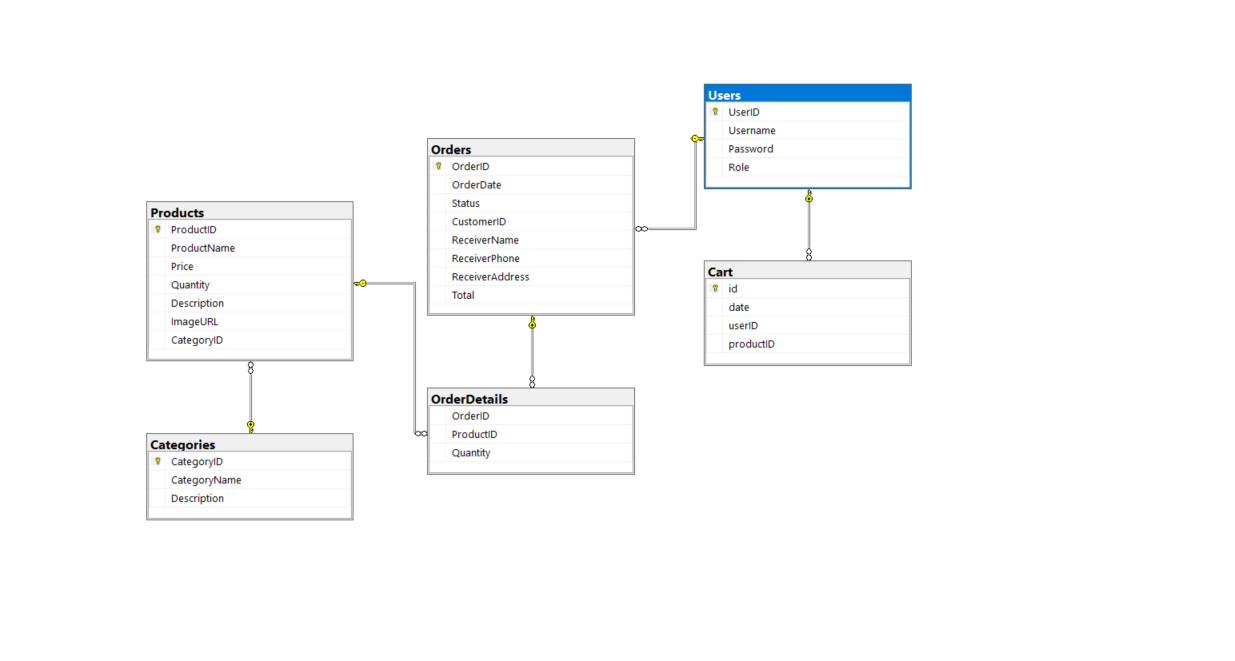 Users
UserID
Username
Password
Role
Orders
OrderID
OrderDate
Status
CustomerID
ReceiverName
ReceiverPhone
ReceiverAddress
Total
Products
ProductID
ProductName
Price
Quantity
Description
ImageURL
CategoryID
Cart
id
date
userID
productID
OrderDetails
OrderID
ProductID
Quantity
Categories
CategoryID
CategoryName
Description